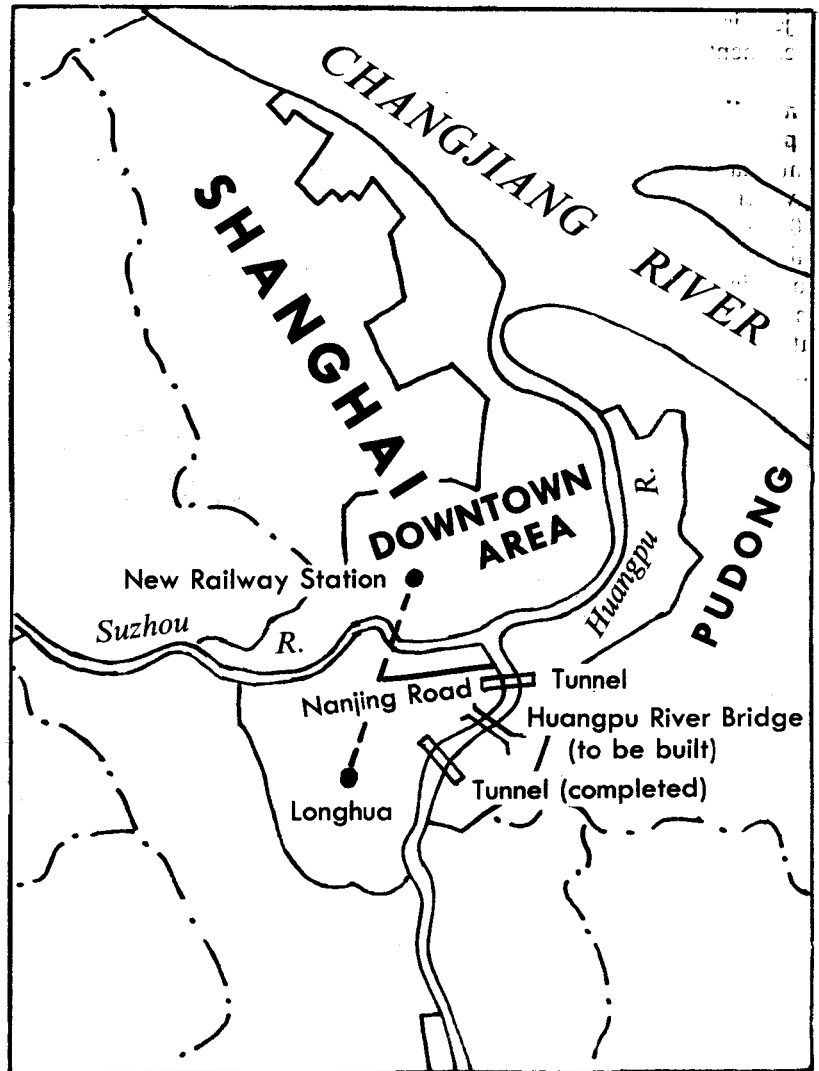 CHANGJIANG
RIVER
SHANGHAI
DOWNTOWN
AREA
R.
Huangpu
PUDONG
New Railway Station
Suzhou
R.
Nanjing Road
Tunnel
Huangpu River Bridge
(to be built)
Tunnel (completed)
Longhua